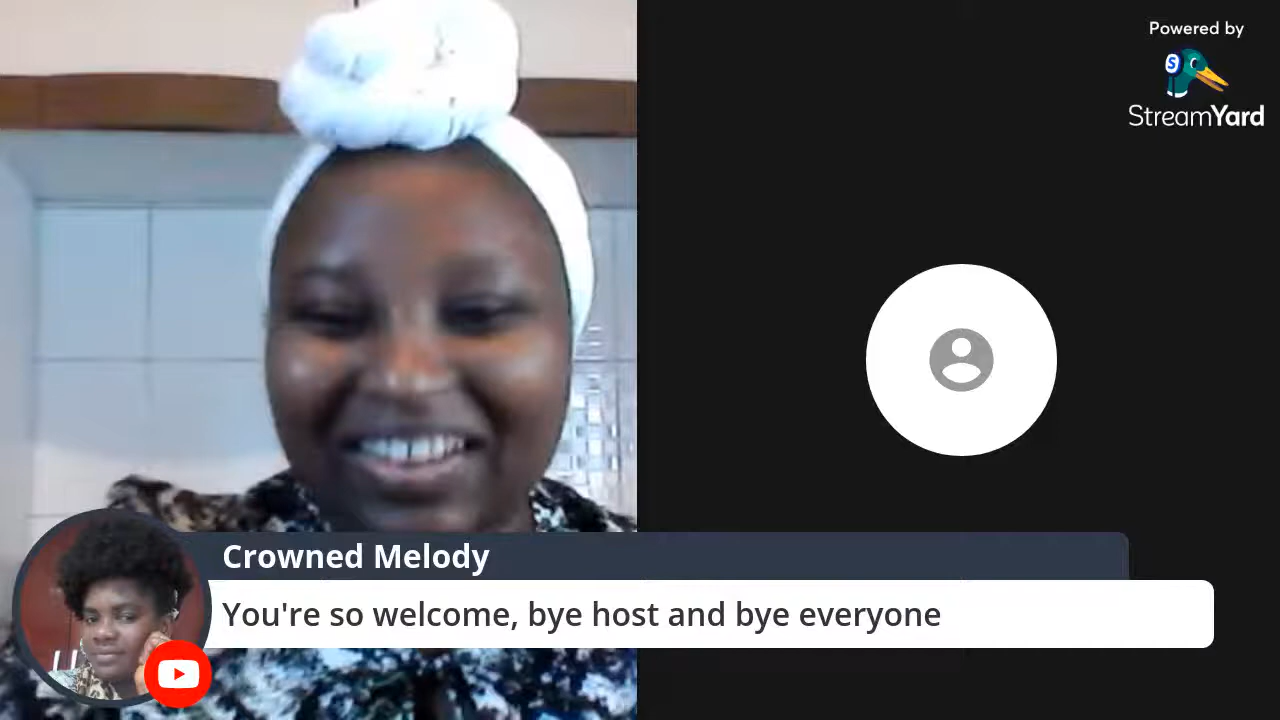 Powered by
S
StreamYard
Crowned Melody
You're so welcome, bye host and bye everyone